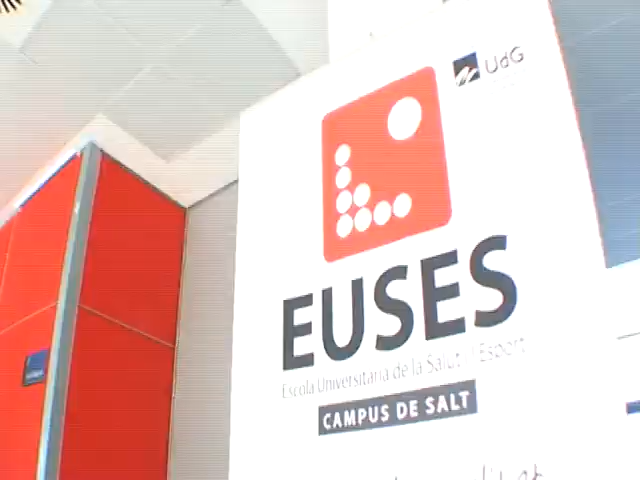 UdG
EUSES
Escola Universitària de la Salut i l'Esport
CAMPUS DE SALT